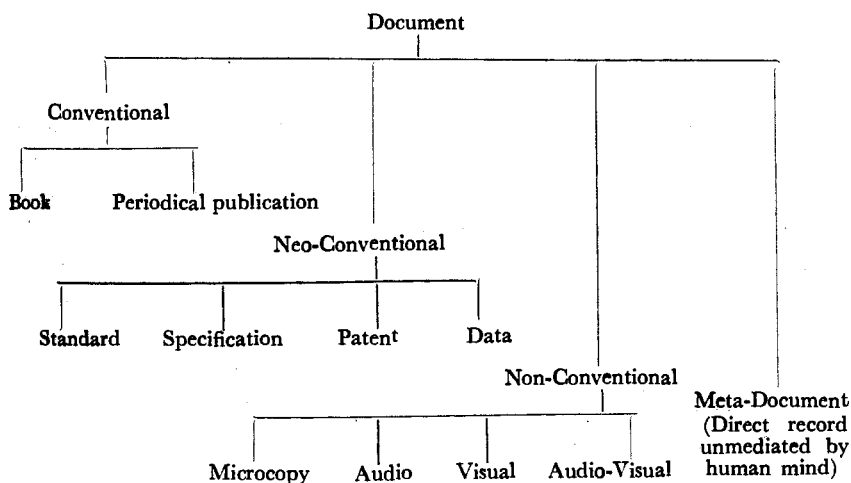 Document
Conventional
Book Periodical publication
Neo-Conventional
Standard Specification Patent Data
Non-Conventional
Meta-Document
(Direct record
unmediated by
human mind)
Microcopy Audio Visual Audio-Visual